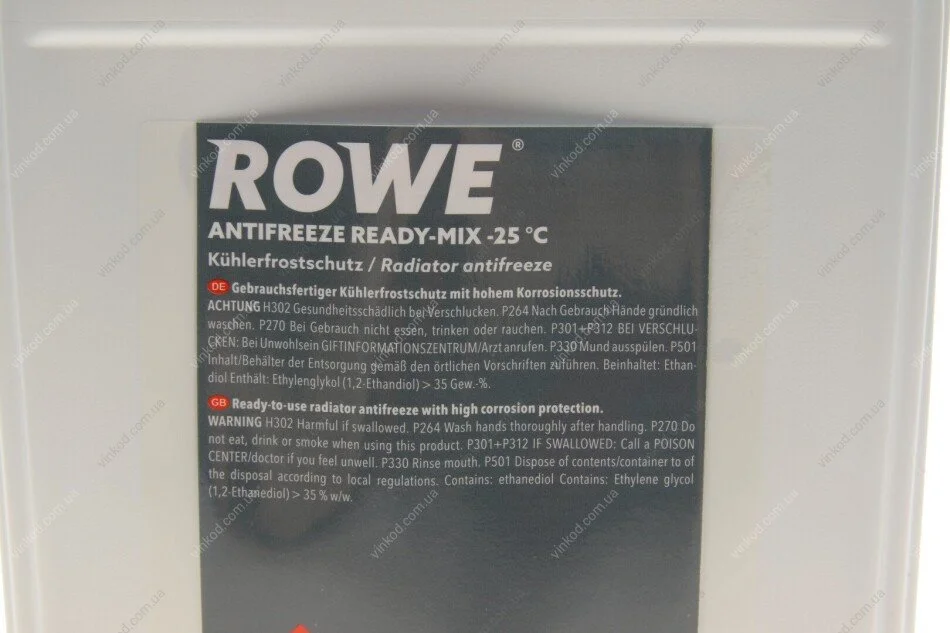 ROWE®
ANTIFREEZE READY-MIX -25 °C
Kühlerfrostschutz / Radiator antifreeze
DE Gebrauchsfertiger Kühlerfrostschutz mit hohem Korrosionsschutz.
ACHTUNG H302 Gesundheitsschädlich bei Verschlucken. P264 Nach Gebrauch Hände gründlich
waschen. P270 Bei Gebrauch nicht essen, trinken oder rauchen. P301+P312 BEI VERSCHLU-
CKEN: Bei Unwohlsein GIFTINFORMATIONSZENTRUM/Arzt anrufen. P330 Mund ausspülen. P501
Inhalt/Behälter der Entsorgung gemäß den örtlichen Vorschriften zuführen. Beinhaltet: Ethan-
diol Enthält: Ethylenglykol (1,2-Ethandiol) > 35 Gew.-%.
GB Ready-to-use radiator antifreeze with high corrosion protection.
WARNING H302 Harmful if swallowed. P264 Wash hands thoroughly after handling. P270 Do
not eat, drink or smoke when using this product. P301+P312 IF SWALLOWED: Call a POISON
CENTER/doctor if you feel unwell. P330 Rinse mouth. P501 Dispose of contents/container to of
the disposal according to local regulations. Contains: ethanediol Contains: Ethylene glycol
(1,2-Ethanediol) > 35 % w/w.
vinkod.com.ua